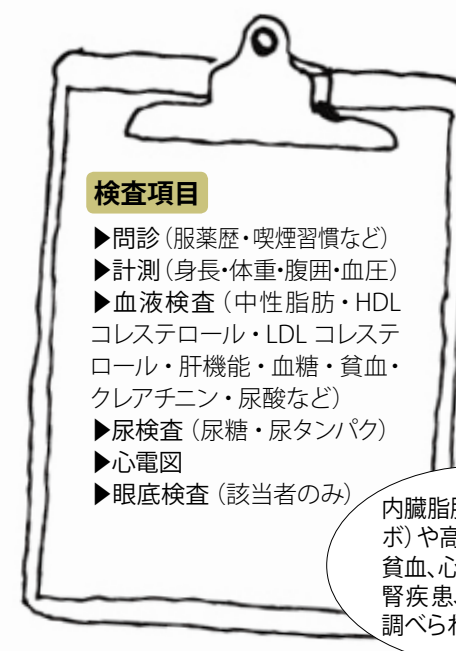 検査項目
▶問診（服薬歴・喫煙習慣など）
▶計測（身長・体重・腹囲・血圧）
▶血液検査（中性脂肪・HDL
コレステロール・LDL コレステ
ロール・肝機能・血糖・貧血・
クレアチニン・尿酸など）
▶尿検査（尿糖・尿タンパク）
▶心電図
▶眼底検査（該当者のみ）
内臓脂肪
ボ）や高
貧血、心
腎疾患、
調べられ